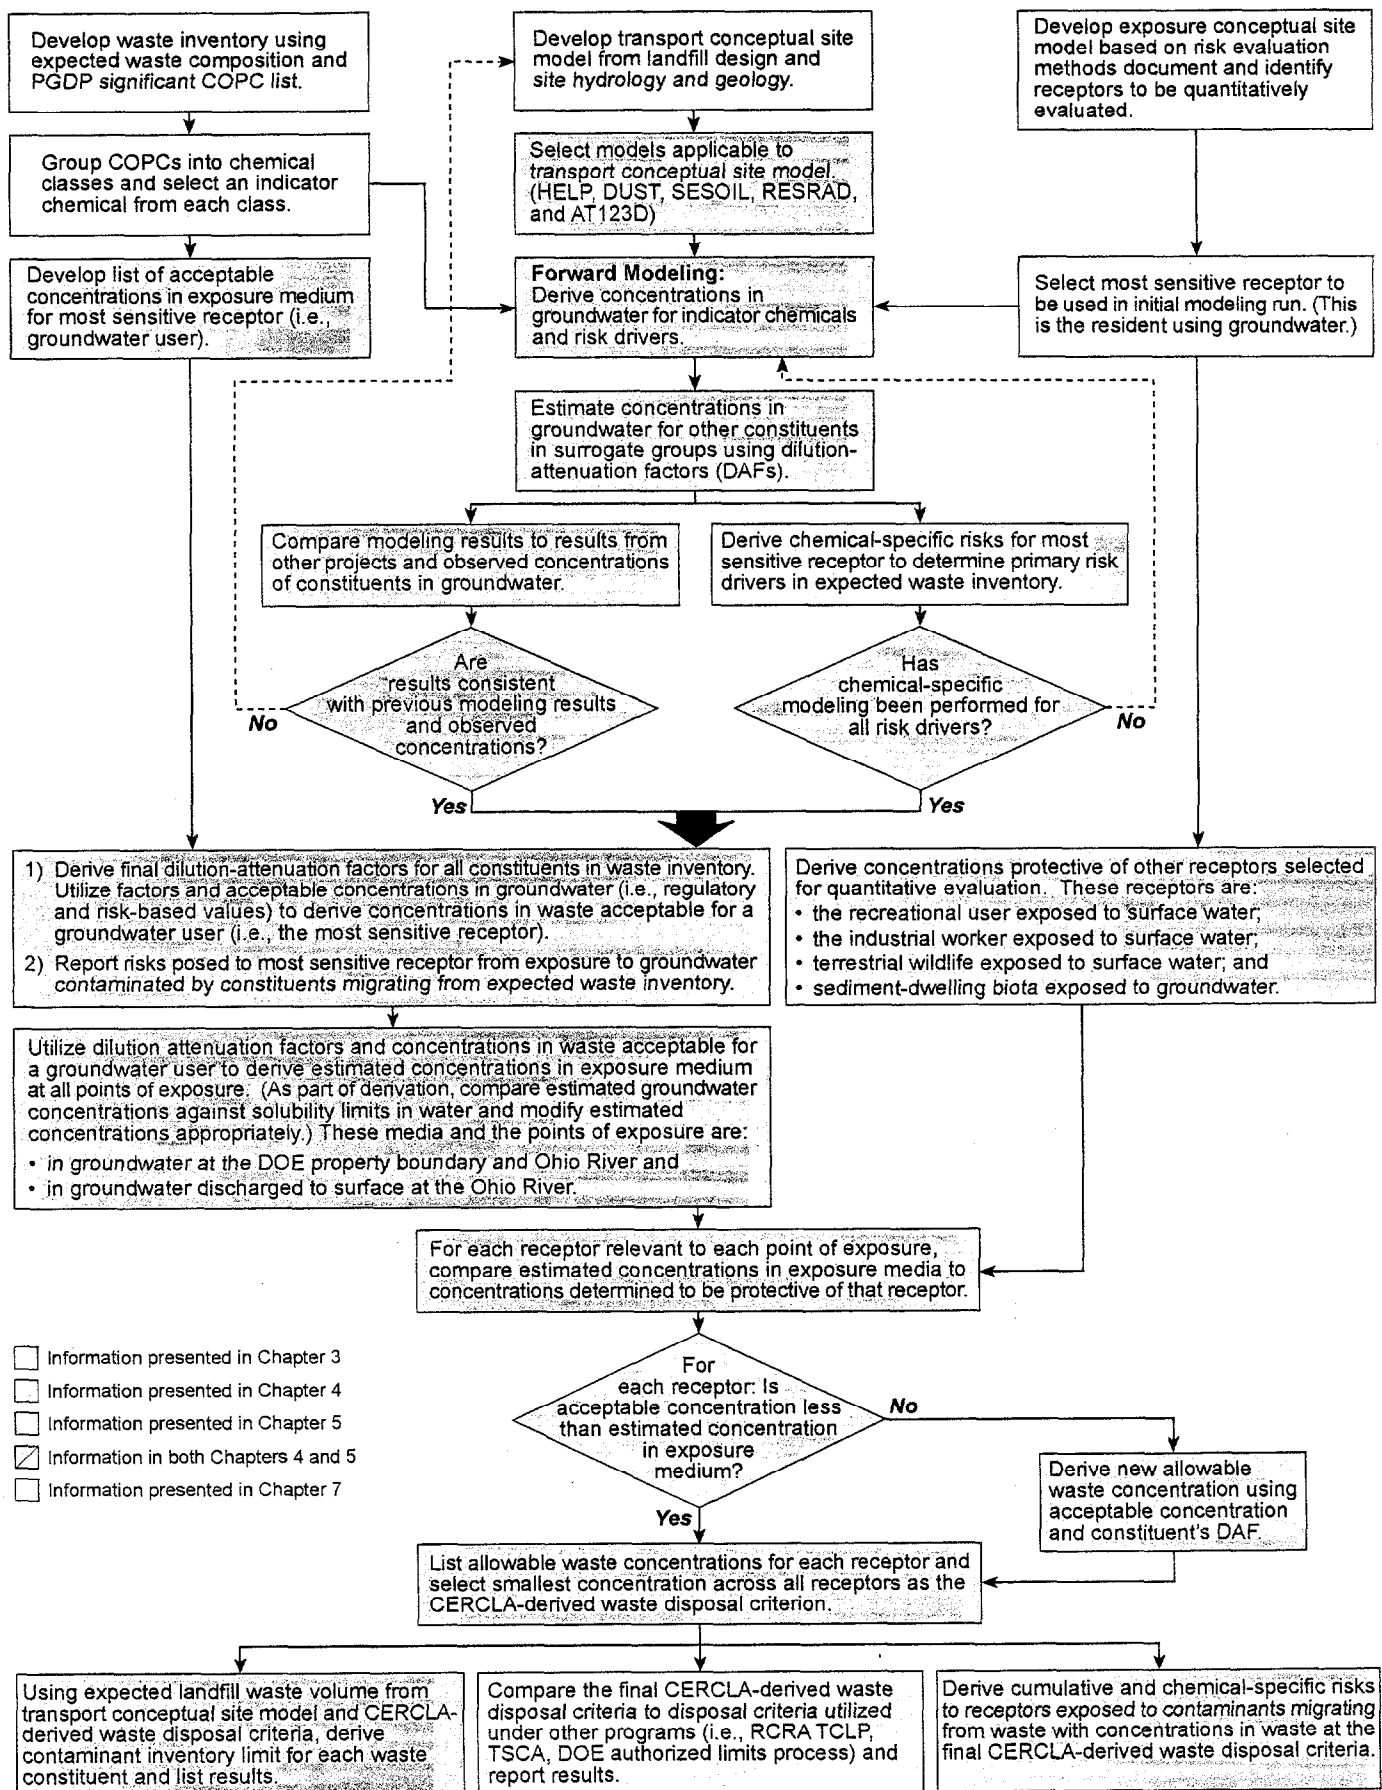 Develop waste inventory using
expected waste composition and
PGDP significant COPC list.
Develop transport conceptual site
model from landfill design and
site hydrology and geology.
Develop exposure conceptual site
model based on risk evaluation
methods document and identify
receptors to be quantitatively
evaluated.
Group COPCs into chemical
classes and select an indicator
chemical from each class.
Select models applicable to
transport conceptual site model.
(HELP, DUST, SESOIL, RESRAD,
and AT123D)
Develop list of acceptable
concentrations in exposure medium
for most sensitive receptor (i.e.,
groundwater user).
Forward Modeling:
Derive concentrations in
groundwater for indicator chemicals
and risk drivers.
Select most sensitive receptor to
be used in initial modeling run. (This
is the resident using groundwater.)
Estimate concentrations in
groundwater for other constituents
in surrogate groups using dilution-
attenuation factors (DAFs).
Compare modeling results to results from
other projects and observed concentrations
of constituents in groundwater.
Derive chemical-specific risks for most
sensitive receptor to determine primary risk
drivers in expected waste inventory.
Are
results consistent
with previous modeling results
and observed
concentrations?
No
Yes
Has
chemical-specific
modeling been performed for
all risk drivers?
No
Yes
1) Derive final dilution-attenuation factors for all constituents in waste inventory.
Utilize factors and acceptable concentrations in groundwater (i.e., regulatory
and risk-based values) to derive concentrations in waste acceptable for a
groundwater user (i.e., the most sensitive receptor).
2) Report risks posed to most sensitive receptor from exposure to groundwater
contaminated by constituents migrating from expected waste inventory.
Derive concentrations protective of other receptors selected
for quantitative evaluation. These receptors are:
• the recreational user exposed to surface water;
• the industrial worker exposed to surface water;
• terrestrial wildlife exposed to surface water; and
• sediment-dwelling biota exposed to groundwater.
Utilize dilution attenuation factors and concentrations in waste acceptable for
a groundwater user to derive estimated concentrations in exposure medium
at all points of exposure. (As part of derivation, compare estimated groundwater
concentrations against solubility limits in water and modify estimated
concentrations appropriately.) These media and the points of exposure are:
• in groundwater at the DOE property boundary and Ohio River and
• in groundwater discharged to surface at the Ohio River.
For each receptor relevant to each point of exposure,
compare estimated concentrations in exposure media to
concentrations determined to be protective of that receptor.
Information presented in Chapter 3
Information presented in Chapter 4
Information presented in Chapter 5
Information in both Chapters 4 and 5
Information presented in Chapter 7
For
each receptor: Is
acceptable concentration less
than estimated concentration
in exposure
medium?
No
Yes
Derive new allowable
waste concentration using
acceptable concentration
and constituent's DAF.
List allowable waste concentrations for each receptor and
select smallest concentration across all receptors as the
CERCLA-derived waste disposal criterion.
Using expected landfill waste volume from
transport conceptual site model and CERCLA-
derived waste disposal criteria, derive
contaminant inventory limit for each waste
constituent and list results.
Compare the final CERCLA-derived waste
disposal criteria to disposal criteria utilized
under other programs (i.e., RCRA TCLP,
TSCA, DOE authorized limits process) and
report results.
Derive cumulative and chemical-specific risks
to receptors exposed to contaminants migrating
from waste with concentrations in waste at the
final CERCLA-derived waste disposal criteria.